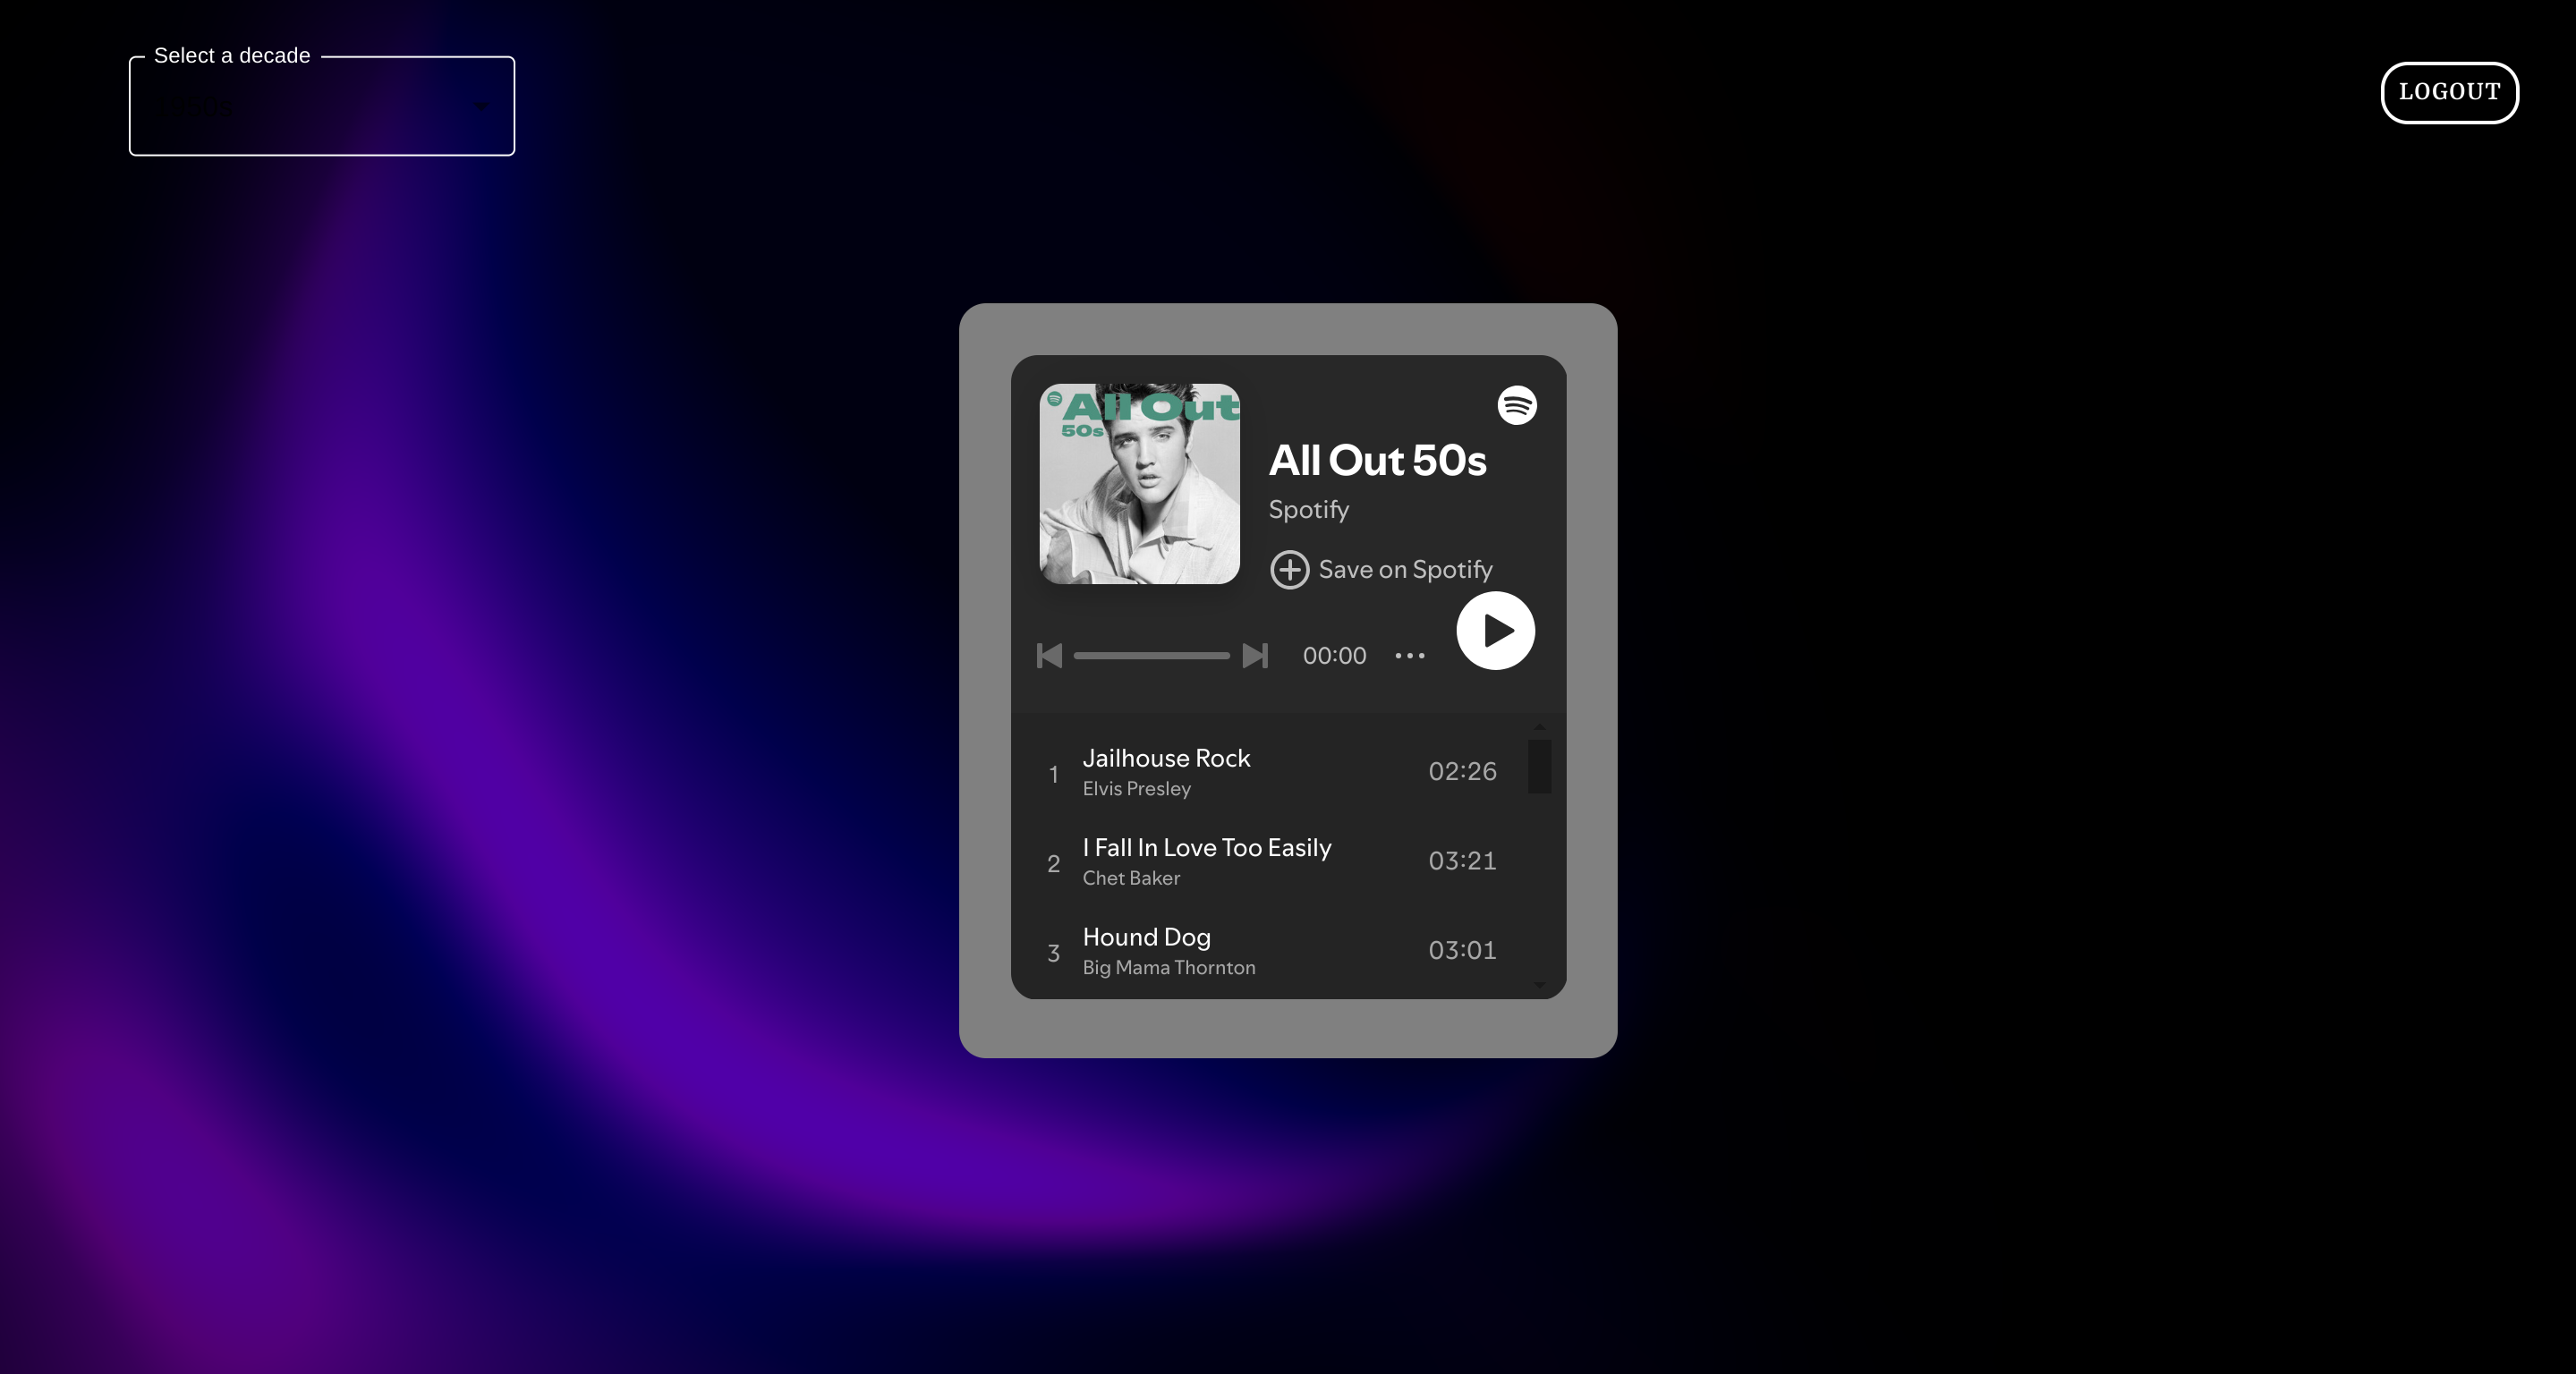 Select a decade
LOGOUT
All Out
50s
All Out 50s
Spotify
Save on Spotify
00:00
1
Jailhouse Rock
Elvis Presley
02:26
2
I Fall In Love Too Easily
Chet Baker
03:21
3
Hound Dog
Big Mama Thornton
03:01